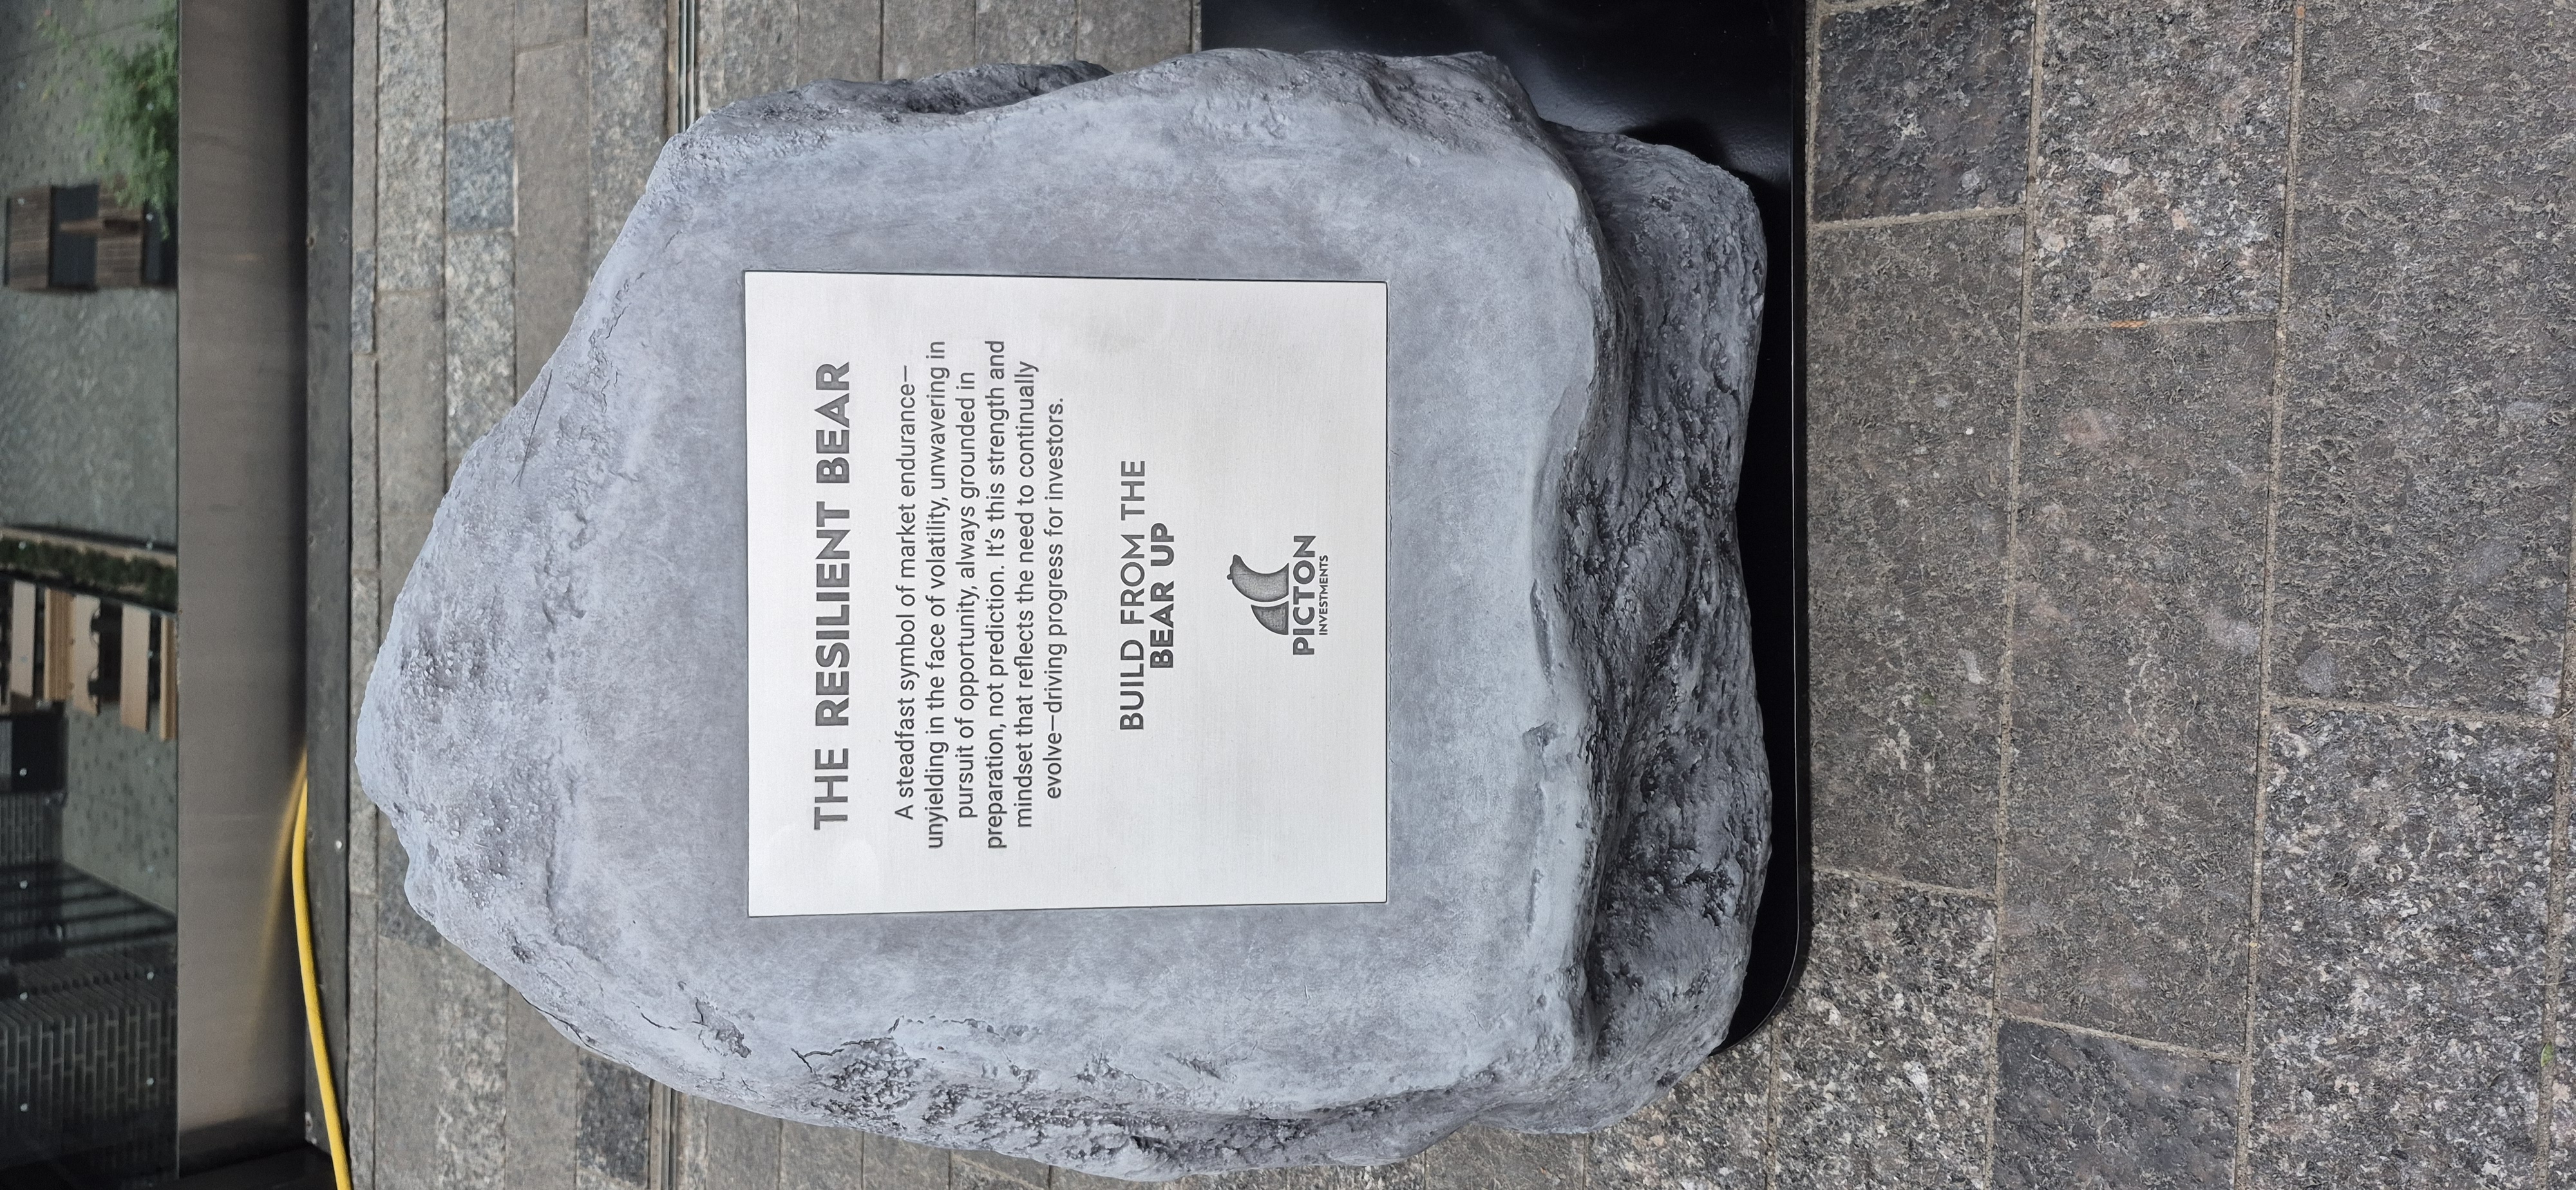 THE RESILIENT BEAR
A steadfast symbol of market endurance—
unyielding in the face of volatility, unwavering in
pursuit of opportunity, always grounded in
preparation, not prediction. It's this strength and
mindset that reflects the need to continually
evolve—driving progress for investors.
BUILD FROM THE
BEAR UP
PICTON
INVESTMENTS